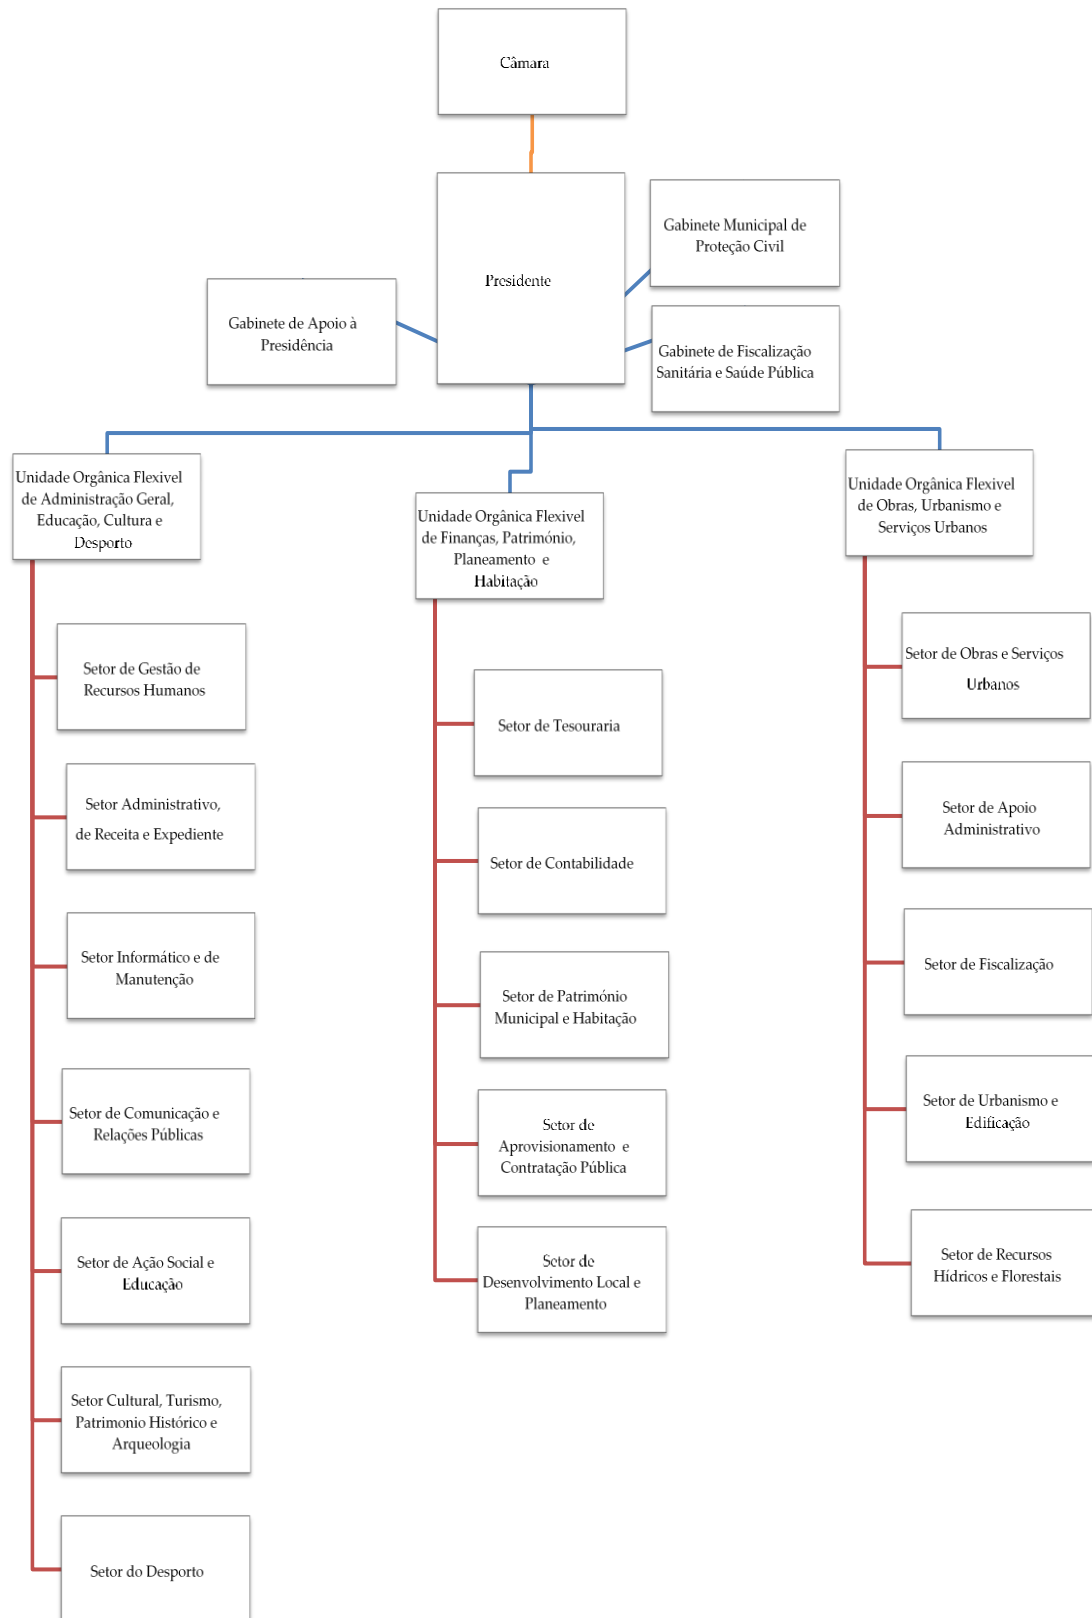 Câmara
Presidente
Gabinete Municipal de
Proteção Civil
Gabinete de Apoio à
Presidência
Gabinete de Fiscalização
Sanitária e Saúde Pública
Unidade Orgânica Flexivel
de Administração Geral,
Educação, Cultura e
Desporto
Setor de Gestão de
Recursos Humanos
Setor Administrativo,
de Receita e Expediente
Setor Informático e de
Manutenção
Setor de Comunicação e
Relações Públicas
Setor de Ação Social e
Educação
Setor Cultural, Turismo,
Patrimonio Histórico e
Arqueologia
Setor do Desporto
Unidade Orgânica Flexivel
de Finanças, Património,
Planeamento e
Habitação
Setor de Tesouraria
Setor de Contabilidade
Setor de Património
Municipal e Habitação
Setor de
Aprovisionamento e
Contratação Pública
Setor de
Desenvolvimento Local e
Planeamento
Unidade Orgânica Flexivel
de Obras, Urbanismo e
Serviços Urbanos
Setor de Obras e Serviços
Urbanos
Setor de Apoio
Administrativo
Setor de Fiscalização
Setor de Urbanismo e
Edificação
Setor de Recursos
Hídricos e Florestais